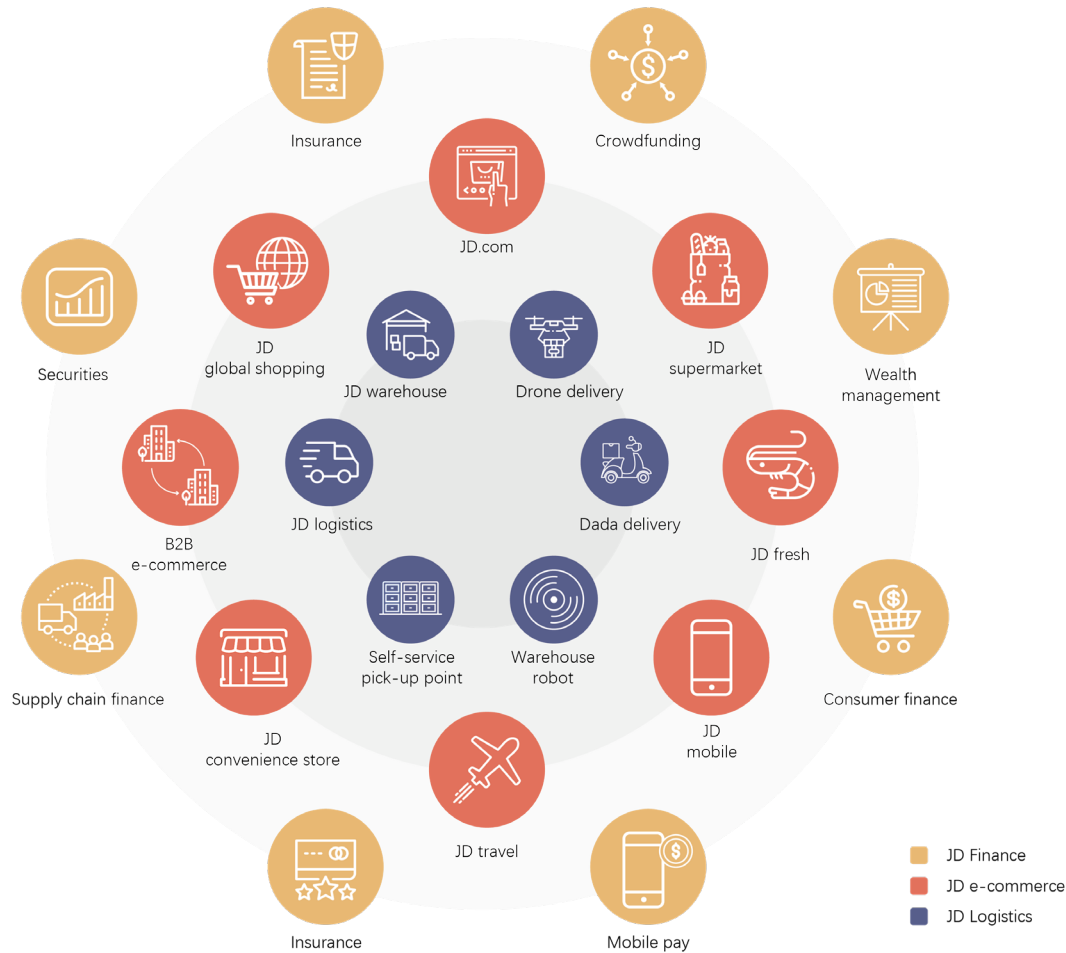 Insurance
Crowdfunding
JD.com
JD
global shopping
JD
supermarket
Securities
Wealth
management
JD warehouse
Drone delivery
JD logistics
Dada delivery
B2B
e-commerce
JD fresh
Self-service
pick-up point
Warehouse
robot
Supply chain finance
Consumer finance
JD
convenience store
JD
mobile
JD travel
Insurance
Mobile pay
JD Finance
JD e-commerce
JD Logistics